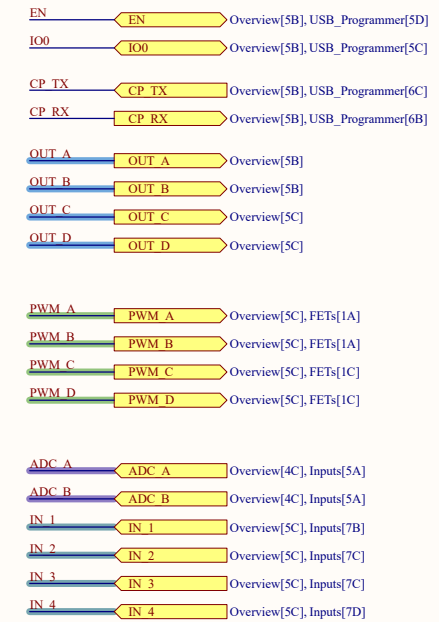 EN EN Overview[5B], USB_Programmer[5D]
IO0 IO0 Overview[5B], USB_Programmer[5C]
CP_TX CP_TX Overview[5B], USB_Programmer[6C]
CP_RX CP_RX Overview[5B], USB_Programmer[6B]
OUT_A OUT_A Overview[5B]
OUT_B OUT_B Overview[5B]
OUT_C OUT_C Overview[5C]
OUT_D OUT_D Overview[5C]
PWM_A PWM_A Overview[5C], FETs[1A]
PWM_B PWM_B Overview[5C], FETs[1A]
PWM_C PWM_C Overview[5C], FETs[1C]
PWM_D PWM_D Overview[5C], FETs[1C]
ADC_A ADC_A Overview[4C], Inputs[5A]
ADC_B ADC_B Overview[4C], Inputs[5A]
IN_1 IN_1 Overview[5C], Inputs[7B]
IN_2 IN_2 Overview[5C], Inputs[7C]
IN_3 IN_3 Overview[5C], Inputs[7C]
IN_4 IN_4 Overview[5C], Inputs[7D]